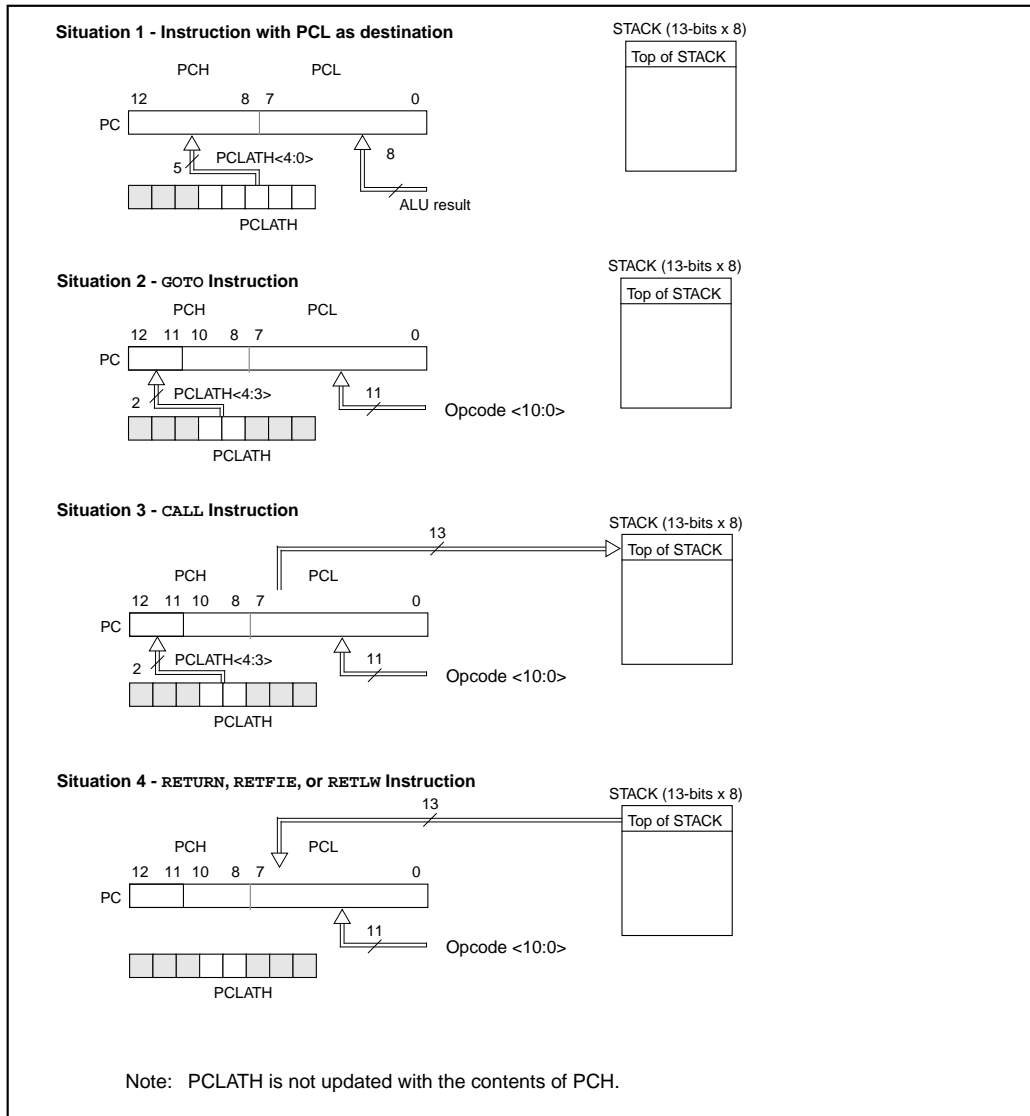 Situation 1 - Instruction with PCL as destination
STACK (13-bits x 8)
Top of STACK
PCH PCL
12 8 7 0
PC
5 PCLATH<4:0> 8
ALU result
PCLATH
Situation 2 - GOTO Instruction
STACK (13-bits x 8)
Top of STACK
PCH PCL
12 11 10 8 7 0
PC
2 PCLATH<4:3> 11
Opcode <10:0>
PCLATH
Situation 3 - CALL Instruction
STACK (13-bits x 8)
13
Top of STACK
PCH PCL
12 11 10 8 7 0
PC
2 PCLATH<4:3> 11
Opcode <10:0>
PCLATH
Situation 4 - RETURN, RETFIE, or RETLW Instruction
STACK (13-bits x 8)
13
Top of STACK
PCH PCL
12 11 10 8 7 0
PC
11
Opcode <10:0>
PCLATH
Note: PCLATH is not updated with the contents of PCH.